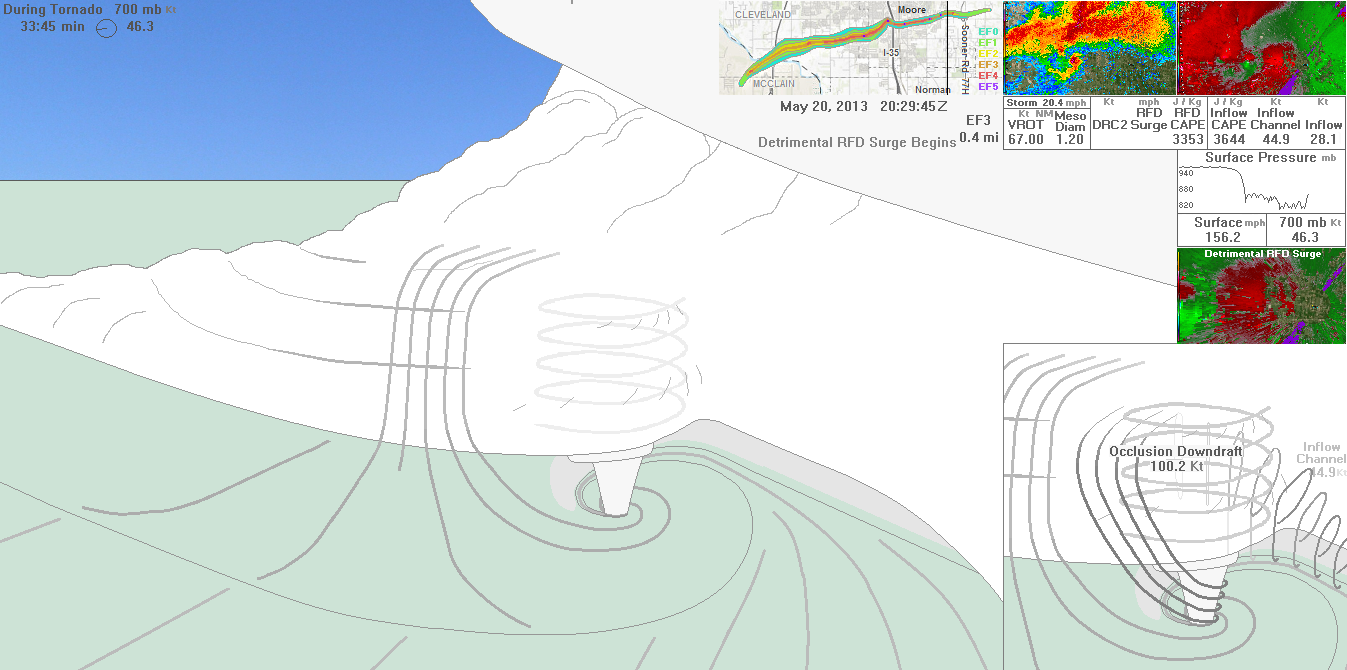 During Tornado 700 mb Kt
33:45 min 46.3
CLEVELAND
Moore
I-35
Sooner Rd
77H
MCCLAIN
Norman
EF0
EF1
EF2
EF3
EF4
EF5
May 20, 2013 20:29:45Z
EF3
0.4 mi
Detrimental RFD Surge Begins
Storm 20.4 mph
Kt NM
VROT Meso Diam
67.00 1.20
Kt mph J / Kg
DRC2 RFD Surge RFD CAPE
3353
J / Kg Kt Kt
Inflow CAPE Inflow Channel Inflow
3644 44.9 28.1
Surface Pressure mb
940
880
820
Surface mph 700 mb Kt
156.2 46.3
Detrimental RFD Surge
Occlusion Downdraft
100.2 Kt
Inflow
Channel
44.9 Kt